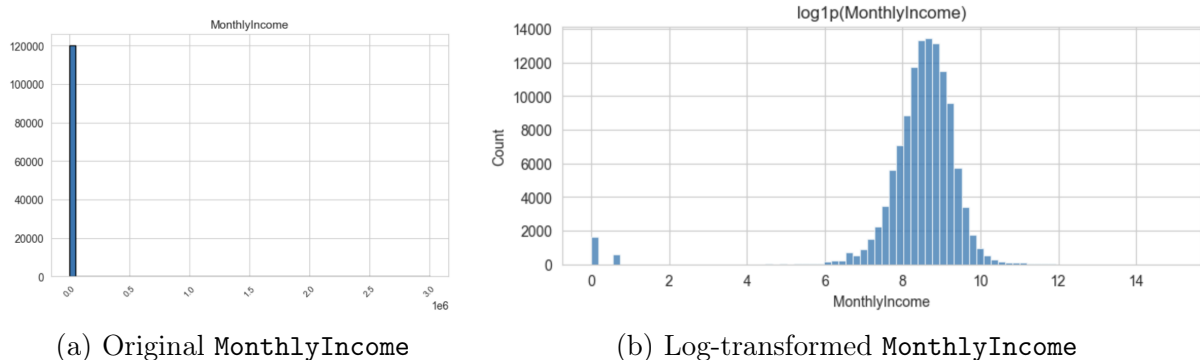 MonthlyIncome
120000
100000
80000
60000
40000
20000
0
0.0 0.5 1.0 1.5 2.0 2.5 3.0
1e6
(a) Original MonthlyIncome
log1p(MonthlyIncome)
14000
12000
10000
8000
6000
4000
2000
0
Count
0 2 4 6 8 10 12 14
MonthlyIncome
(b) Log-transformed MonthlyIncome